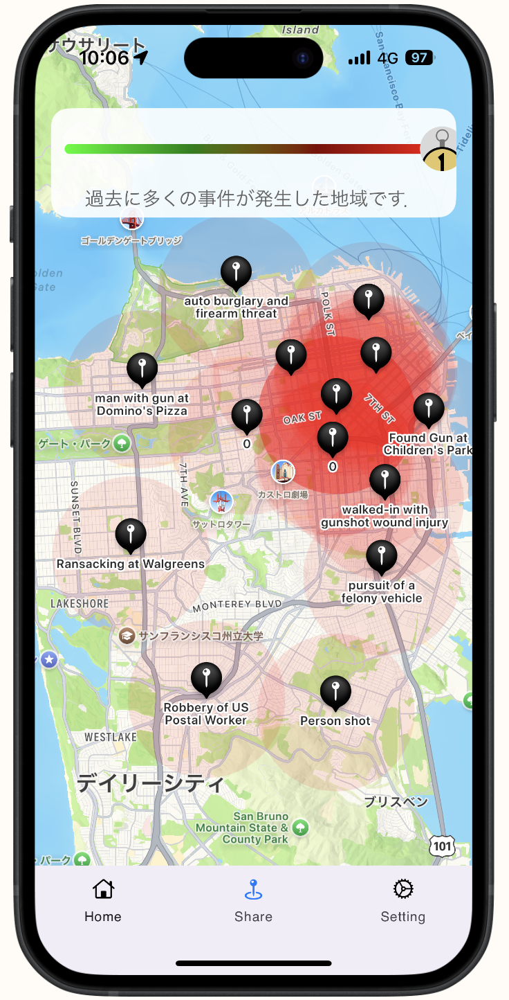 Island
サウサリート
10:06
4G
97
San Francisco Bay Fer
Tideli
1
過去に多くの事件が発生した地域です.
ゴールデンゲートブリッジ
olden
Gate
POLK ST
auto burglary and
firearm threat
ベイ
man with gun at
Domino's Pizza
OAK ST
7TH ST
0
Found Gun at
Children's Park
ゲート・パーク
0
7TH AVE
カストロ劇場
SUNSET BLVD
サットロタワー
walked-in with
gunshot wound injury
Ransacking at Walgreens
pursuit of a
felony vehicle
LAKESHORE
MONTEREY BLVD
サンフランシスコ州立大学
Robbery of US
Postal Worker
Person shot
WESTLAKE
デイリーシティ
ブリスベン
San Bruno
Mountain State &
County Park
101
・パーク
Home
Share
Setting